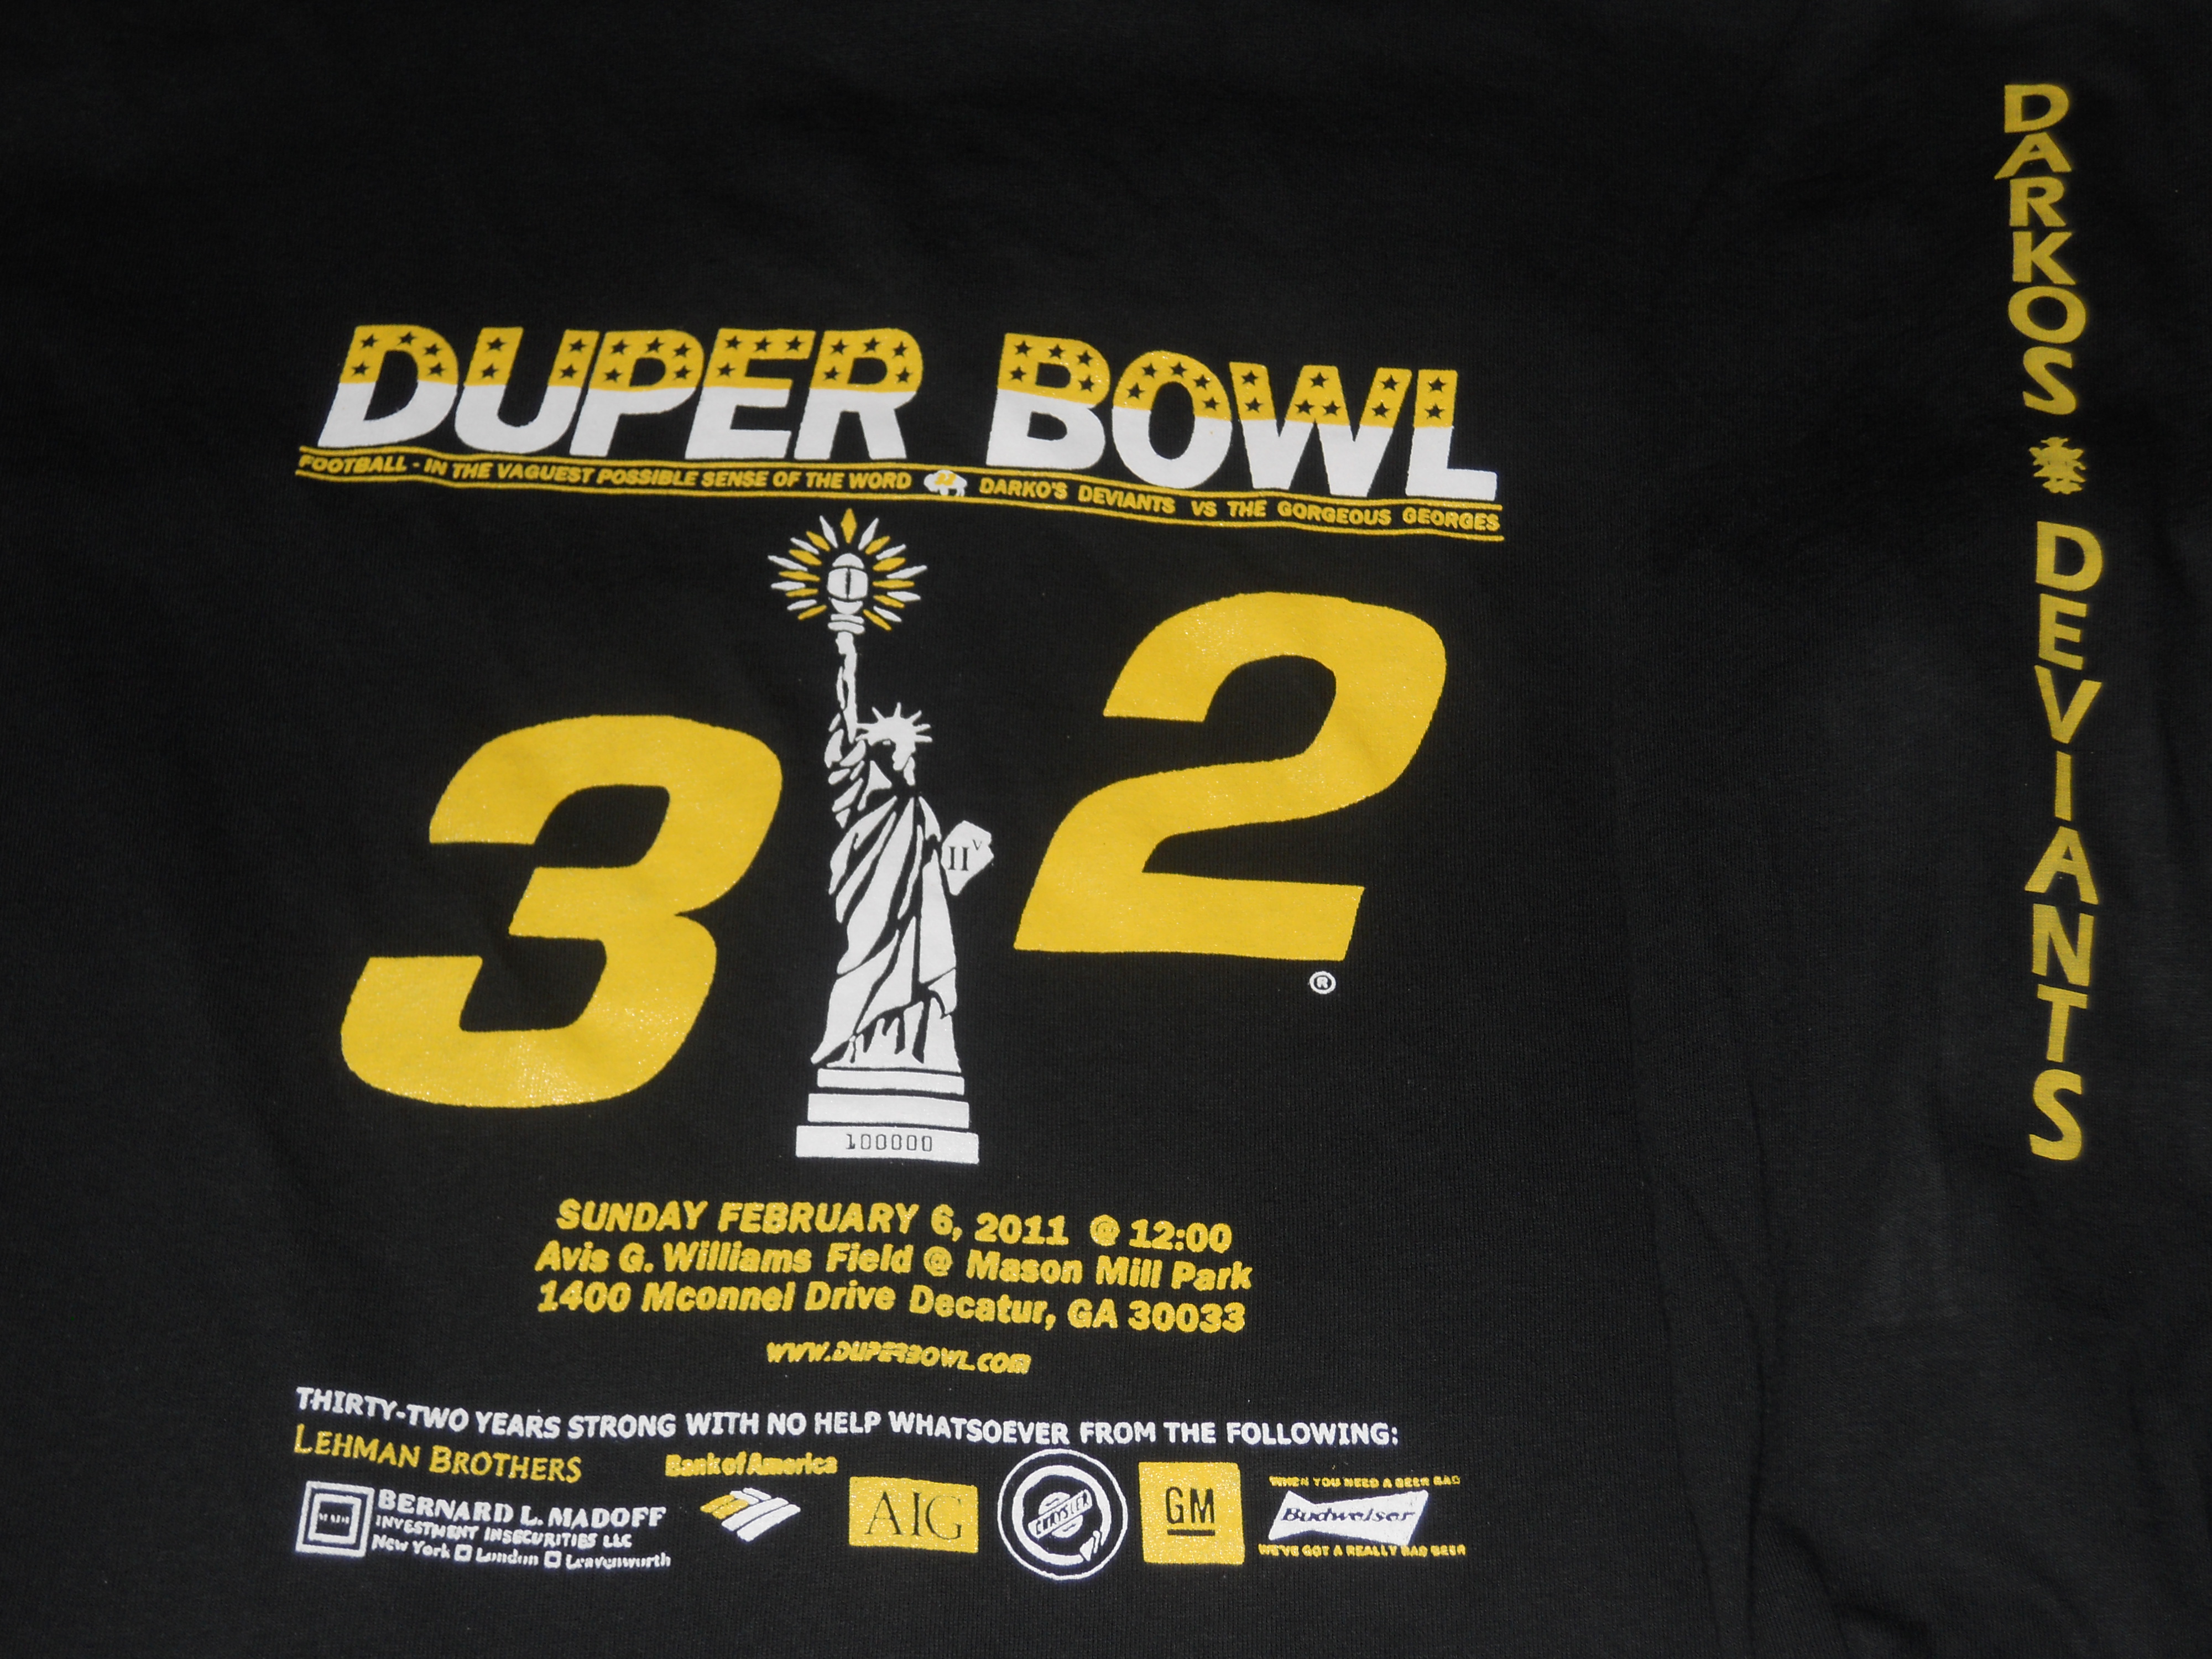 DUPER BOWL
FOOTBALL - IN THE VAGUEST POSSIBLE SENSE OF THE WORD 32 DARKO'S DEVIANTS VS THE GORGEOUS GEORGES
32
II^V
®
100000
SUNDAY FEBRUARY 6, 2011 @ 12:00
Avis G. Williams Field @ Mason Mill Park
1400 Mconnel Drive Decatur, GA 30033
WWW.DUPERBOWL.COM
THIRTY-TWO YEARS STRONG WITH NO HELP WHATSOEVER FROM THE FOLLOWING:
LEHMAN BROTHERS
BERNARD L. MADOFF
INVESTMENT INSECURITIES LLC
New York London Leavenworth
Bank of America
AIG
CHRYSLER
GM
WHEN YOU NEED A BEER BAD
Budweiser
WE'VE GOT A REALLY BAD BEER
DARKOS DEVIANTS